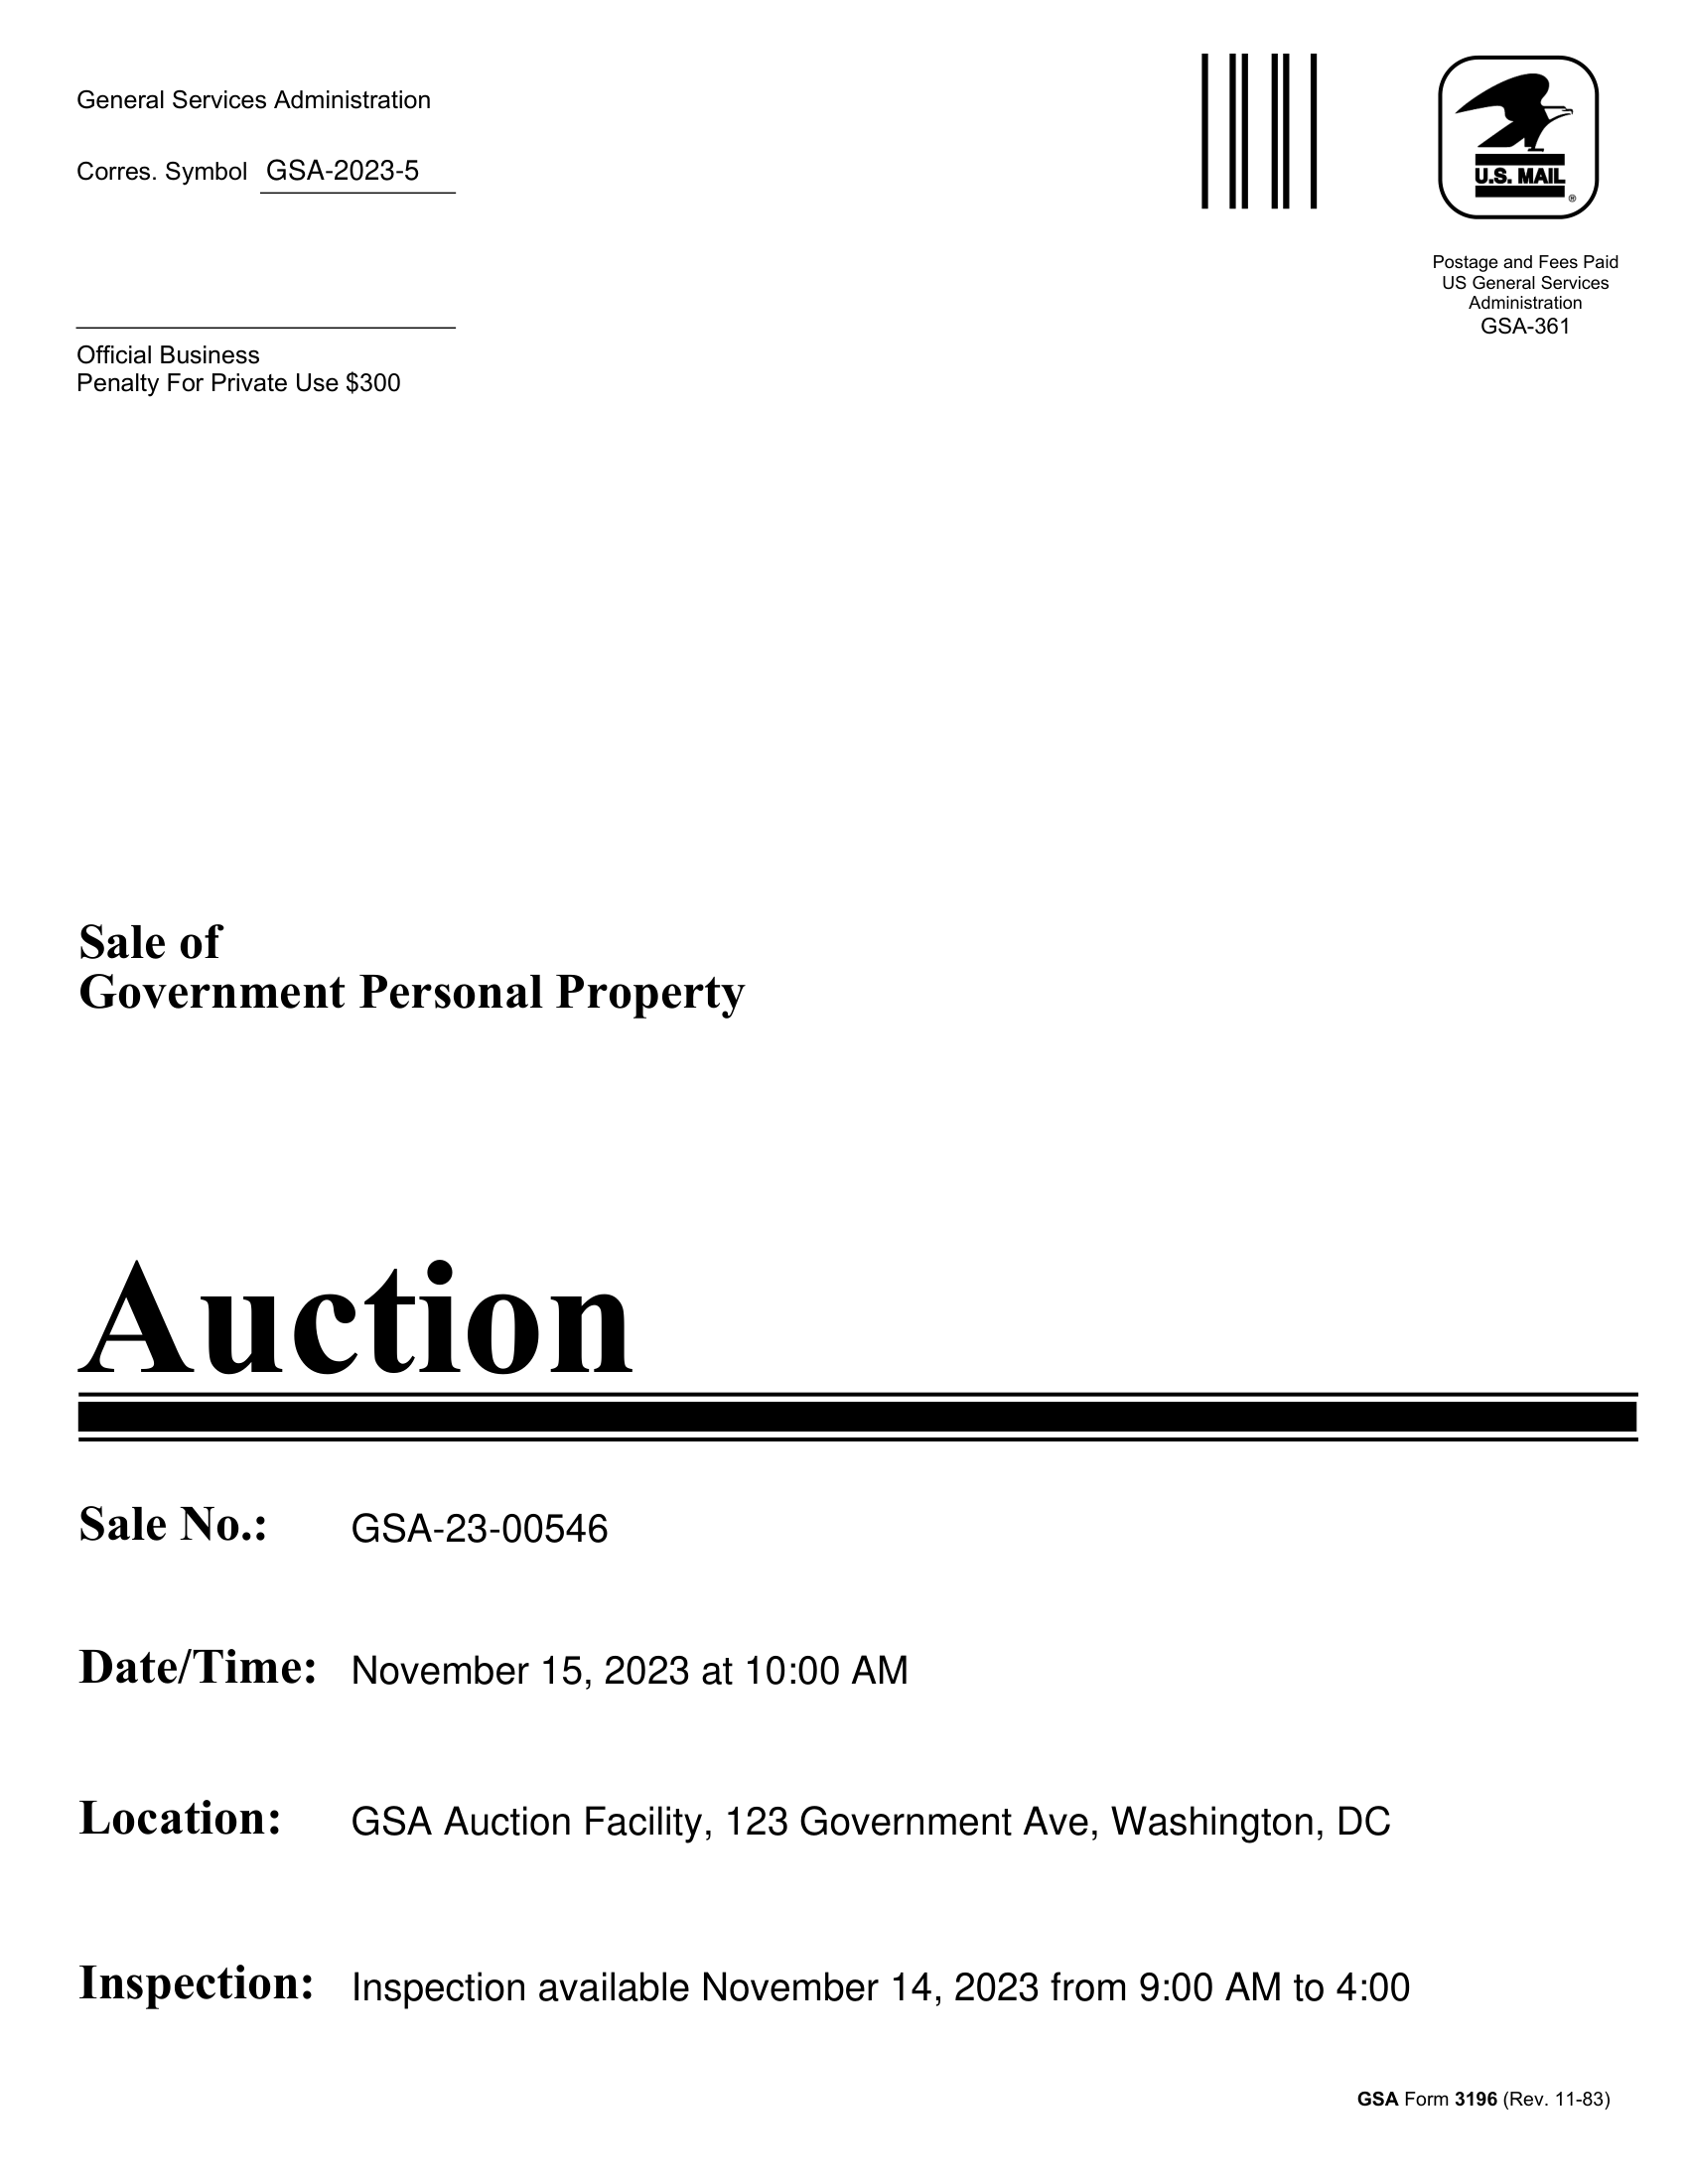 General Services Administration
Corres. Symbol GSA-2023-5
Official Business
Penalty For Private Use $300
U.S. MAIL
®
Postage and Fees Paid
US General Services
Administration
GSA-361
Sale of
Government Personal Property
Auction
Sale No.: GSA-23-00546
Date/Time: November 15, 2023 at 10:00 AM
Location: GSA Auction Facility, 123 Government Ave, Washington, DC
Inspection: Inspection available November 14, 2023 from 9:00 AM to 4:00
GSA Form 3196 (Rev. 11-83)